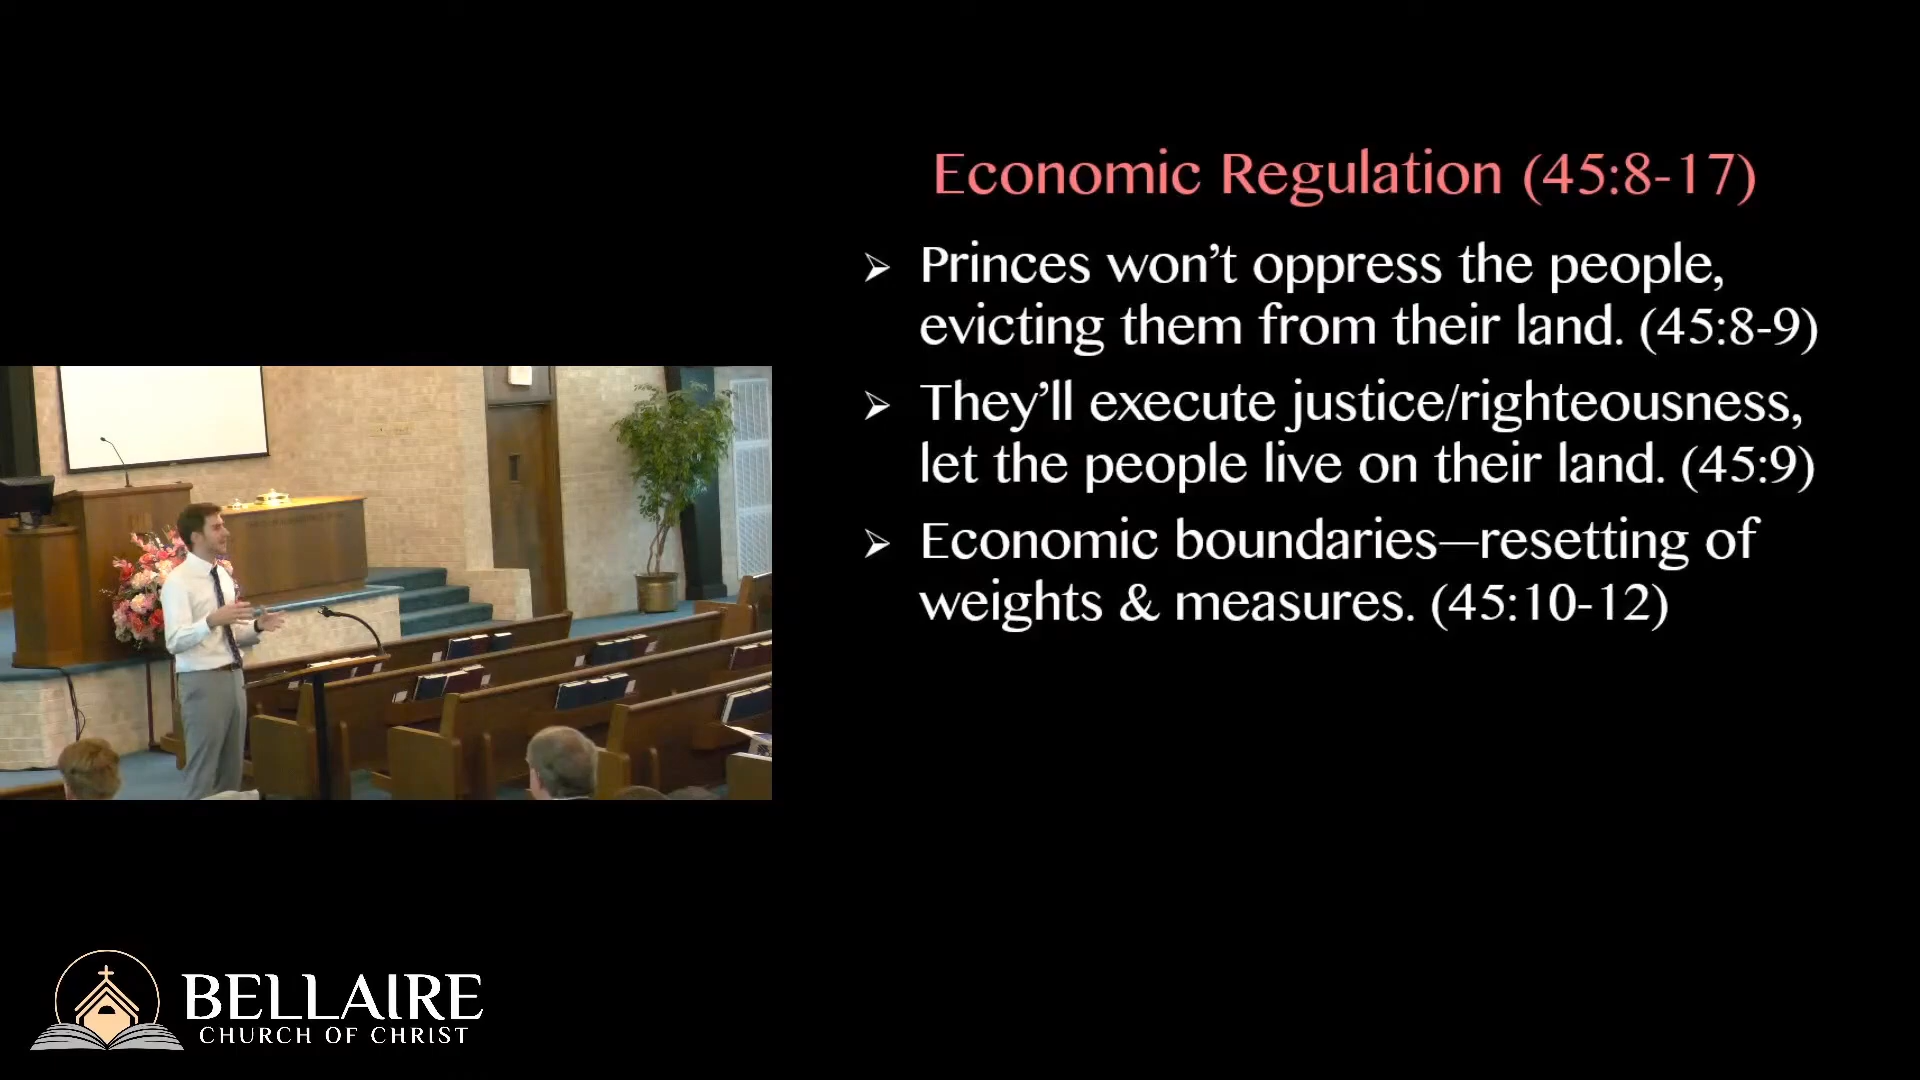 Economic Regulation (45:8-17)
➢ Princes won’t oppress the people,
evicting them from their land. (45:8-9)
➢ They’ll execute justice/righteousness,
let the people live on their land. (45:9)
➢ Economic boundaries—resetting of
weights & measures. (45:10-12)
BELLAIRE
CHURCH OF CHRIST